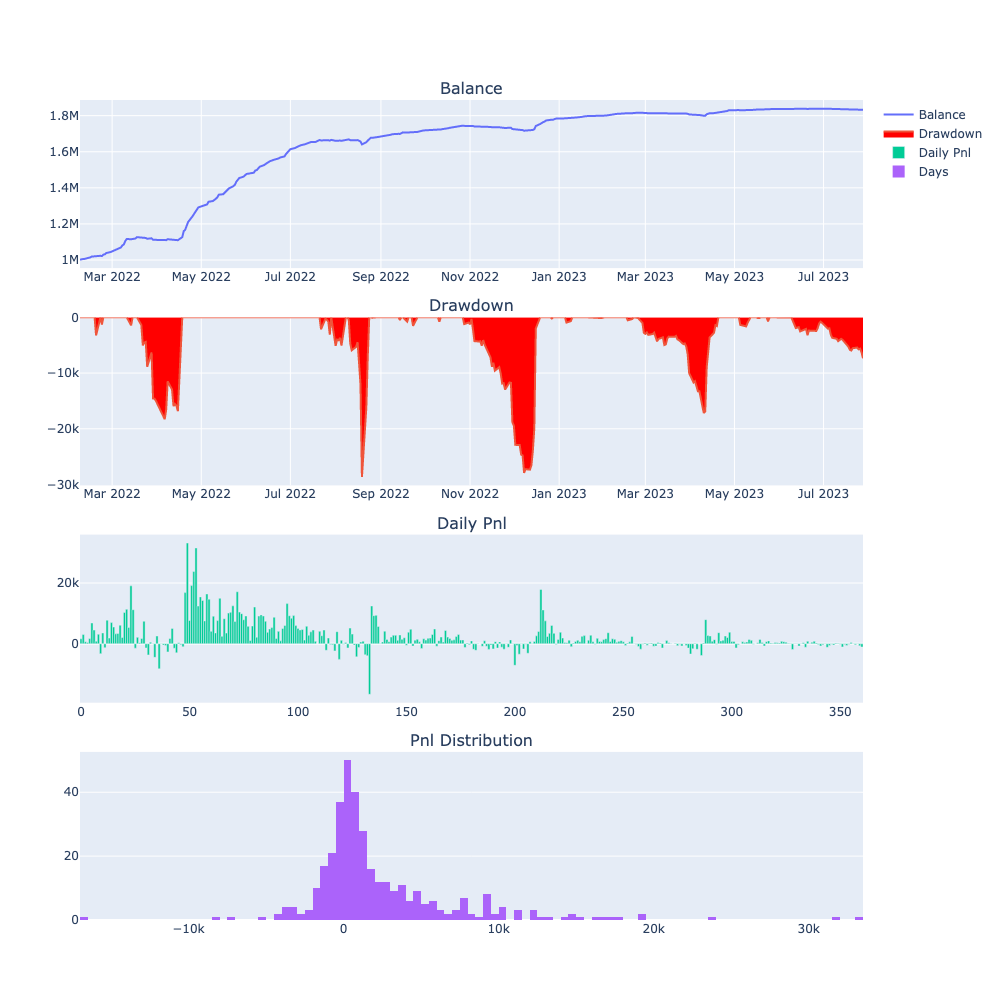 Balance
1.8M
1.6M
1.4M
1.2M
1M
Mar 2022 May 2022 Jul 2022 Sep 2022 Nov 2022 Jan 2023 Mar 2023 May 2023 Jul 2023
Balance
Drawdown
Daily Pnl
Days
Drawdown
0
−10k
−20k
−30k
Mar 2022 May 2022 Jul 2022 Sep 2022 Nov 2022 Jan 2023 Mar 2023 May 2023 Jul 2023
Daily Pnl
20k
0
0 50 100 150 200 250 300 350
Pnl Distribution
40
20
0
−10k 0 10k 20k 30k